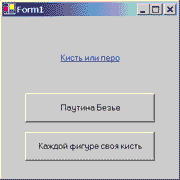 Form1
Кисть или перо
Паутина Безье
Каждой фигуре своя кисть